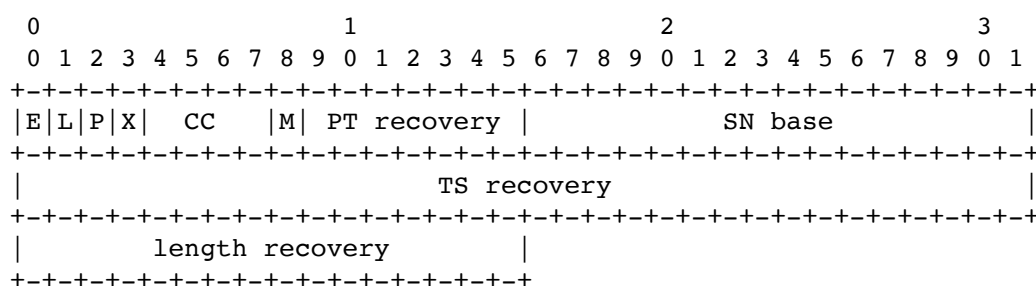 0                   1                   2                   3
 0 1 2 3 4 5 6 7 8 9 0 1 2 3 4 5 6 7 8 9 0 1 2 3 4 5 6 7 8 9 0 1
+-+-+-+-+-+-+-+-+-+-+-+-+-+-+-+-+-+-+-+-+-+-+-+-+-+-+-+-+-+-+-+-+
|E|L|P|X|  CC   |M| PT recovery |            SN base            |
+-+-+-+-+-+-+-+-+-+-+-+-+-+-+-+-+-+-+-+-+-+-+-+-+-+-+-+-+-+-+-+-+
|                          TS recovery                          |
+-+-+-+-+-+-+-+-+-+-+-+-+-+-+-+-+-+-+-+-+-+-+-+-+-+-+-+-+-+-+-+-+
|        length recovery        |
+-+-+-+-+-+-+-+-+-+-+-+-+-+-+-+-+